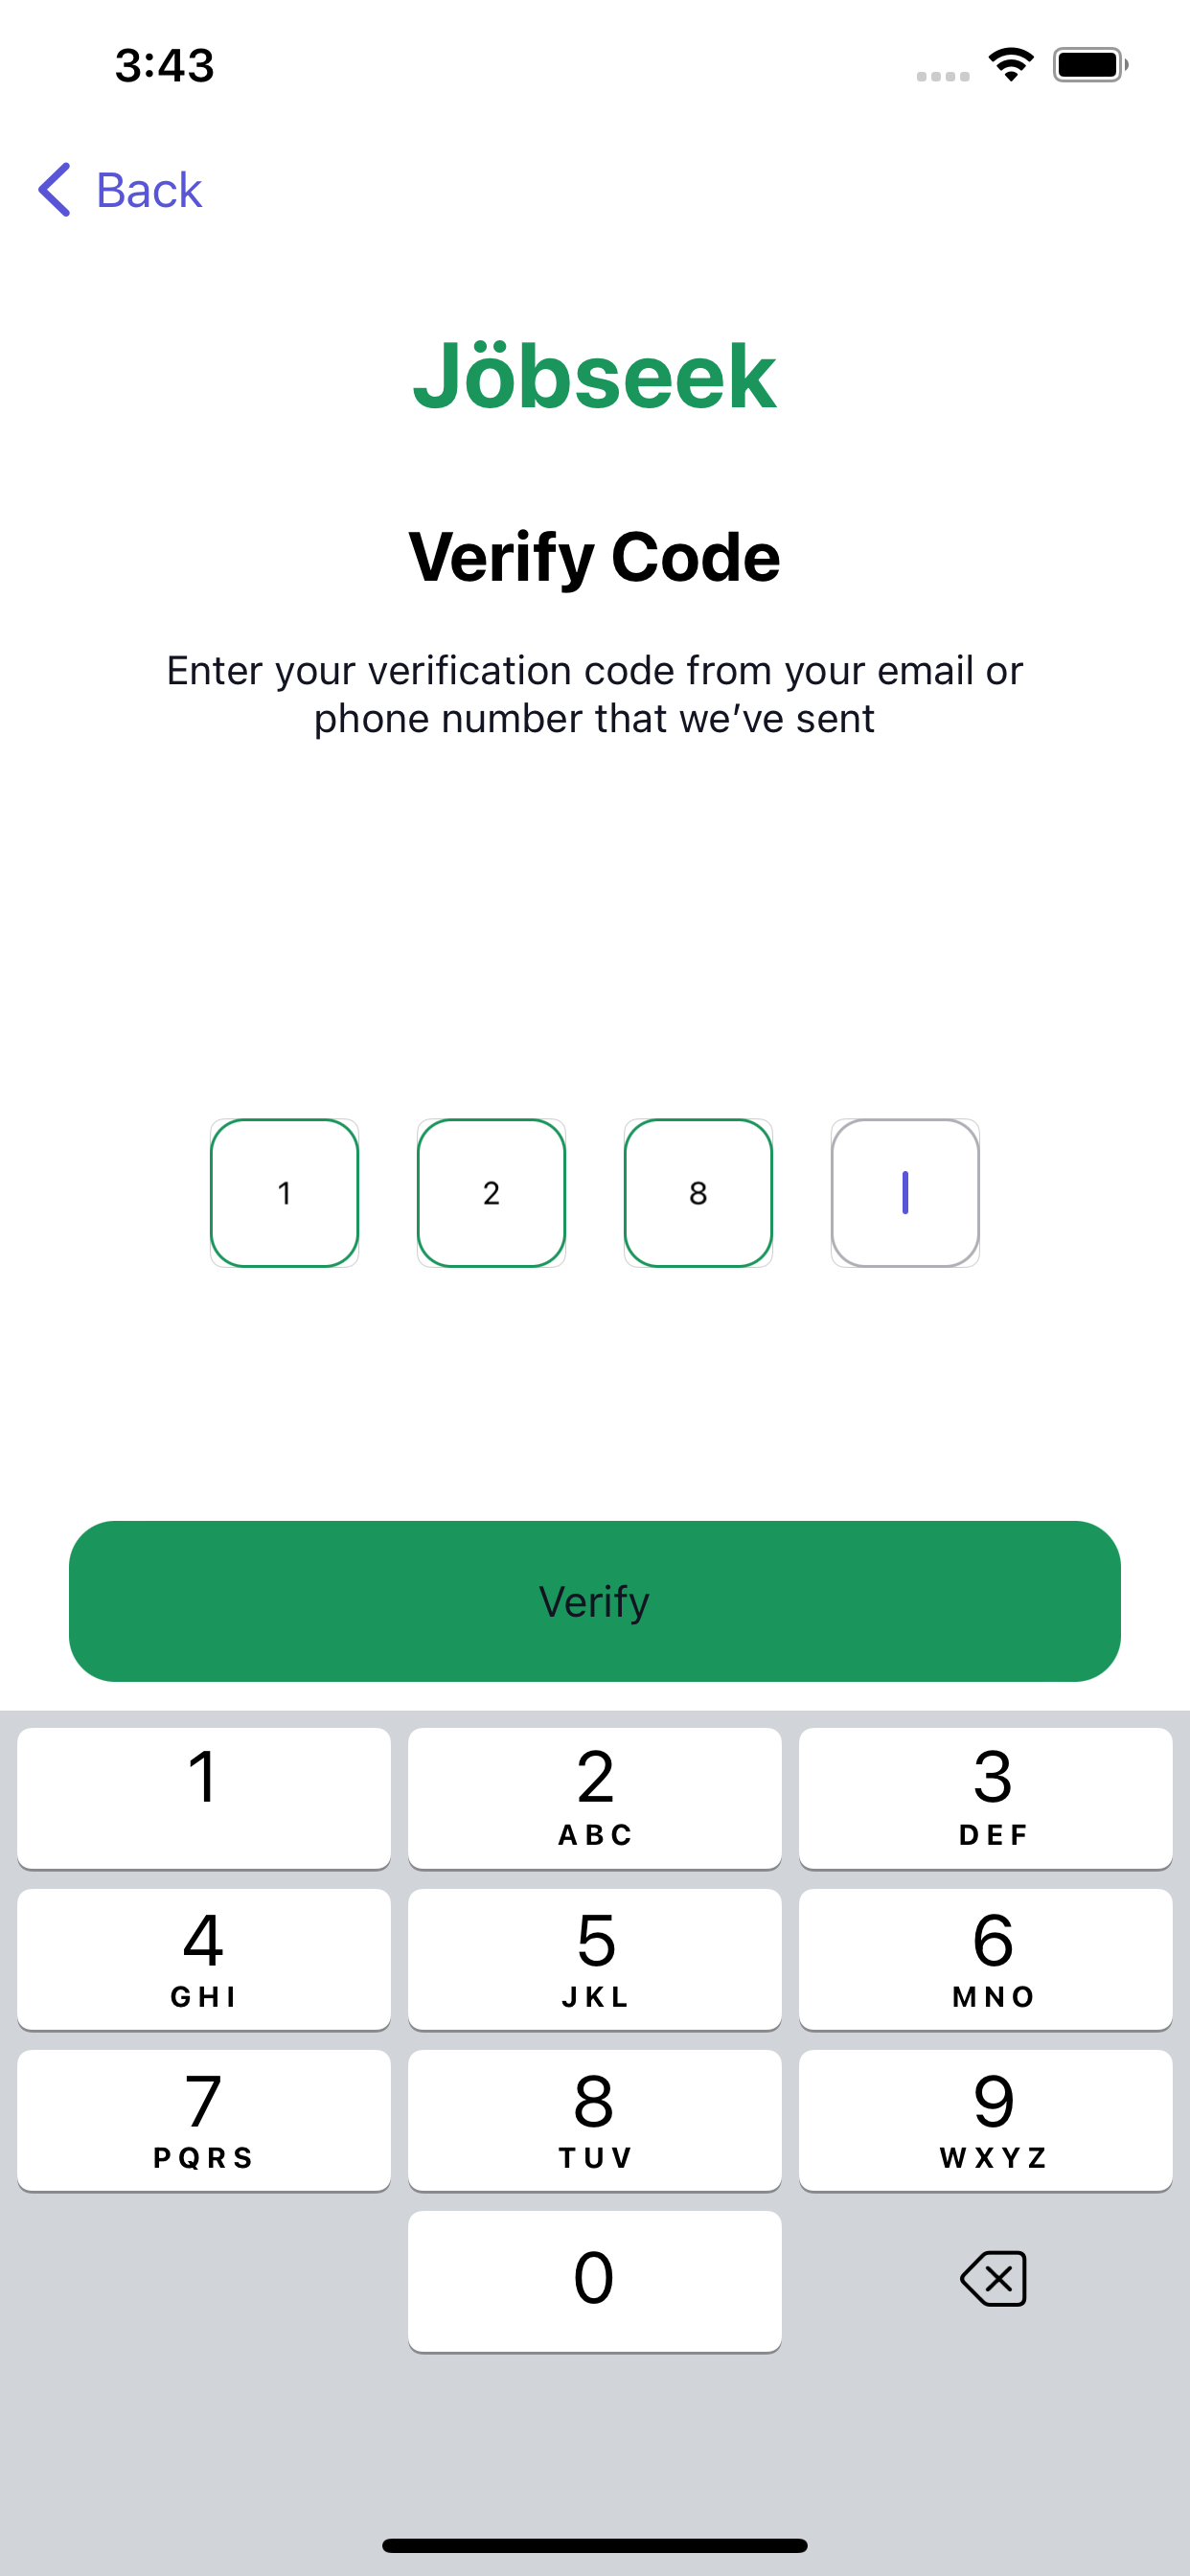 3:43
Back
Jöbseek
Verify Code
Enter your verification code from your email or
phone number that we’ve sent
1 2 8
Verify
1 2 3
ABC DEF
4 5 6
GHI JKL MNO
7 8 9
PQRS TUV WXYZ
0